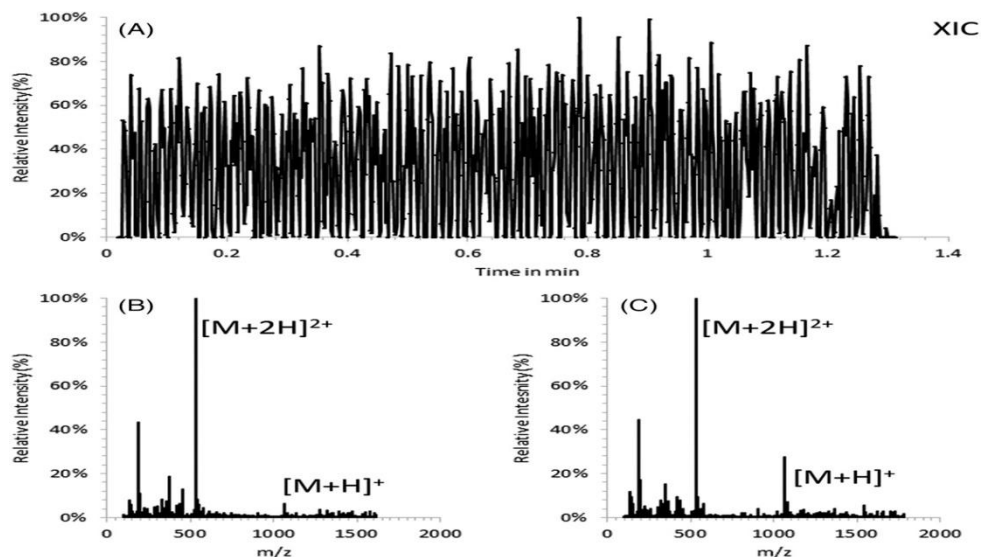 100%
(A)
XIC
80%
60%
40%
20%
0%
Relative Intensity(%)
0
0.2
0.4
0.6
0.8
1
1.2
1.4
Time in min
100%
(B)
[M+2H]2+
80%
60%
40%
20%
0%
Relative Intensity(%)
[M+H]+
0
500
1000
1500
2000
m/z
100%
(C)
[M+2H]2+
80%
60%
40%
20%
0%
Relative Intesnity(%)
[M+H]+
0
500
1000
1500
2000
m/z